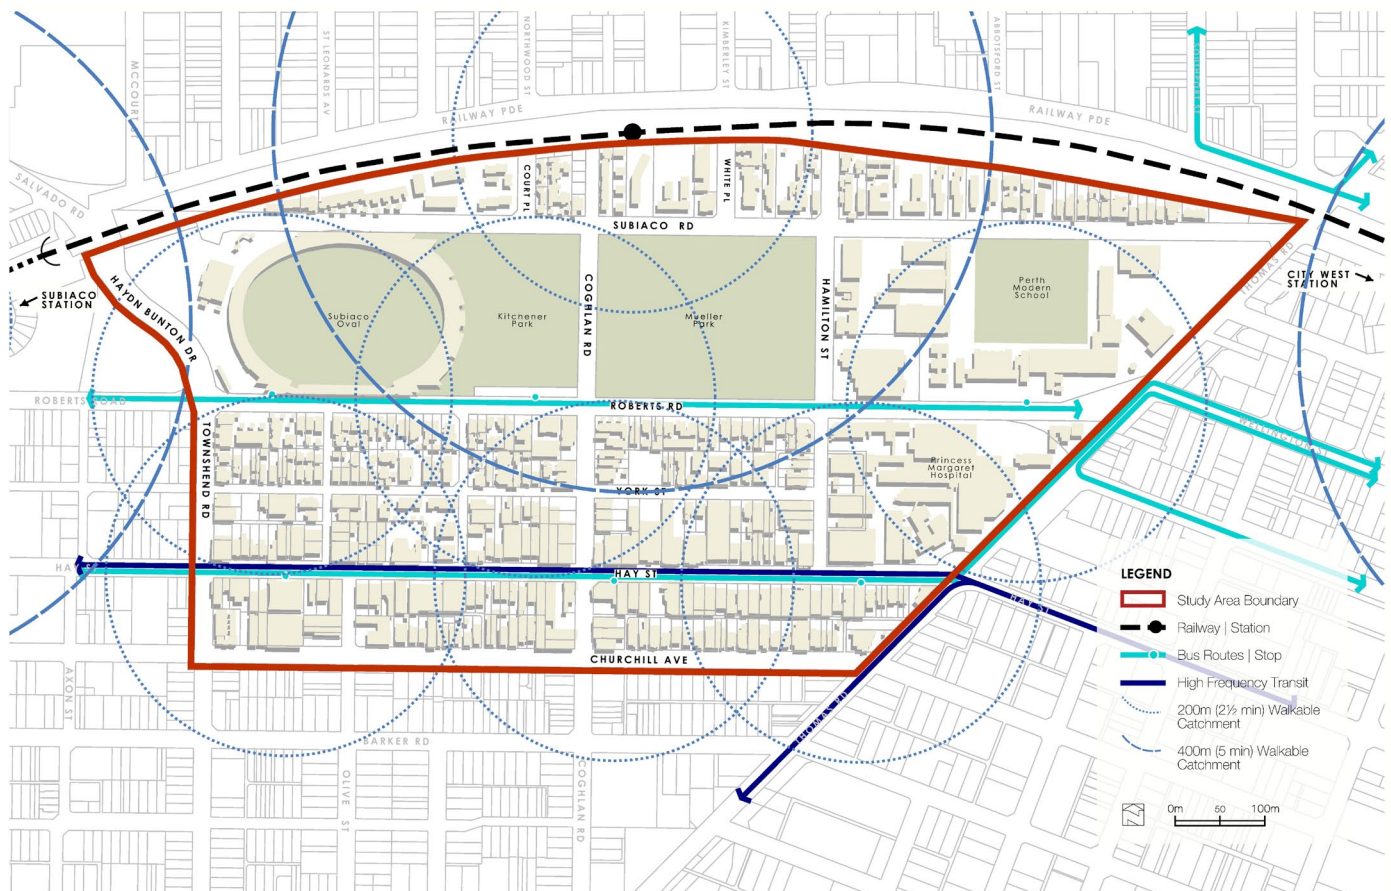 MCCOURT ST
ST LEONARDS AV
NORTHWOOD ST
KIMBERLEY ST
ABBOTSFORD ST
RAILWAY PDE
RAILWAY PDE
SALVADO RD
COURT PL
WHITE PL
SUBIACO RD
THOMAS RD
CITY WEST
STATION
SUBIACO
STATION
HAYDN BUNTON DR
Subiaco
Oval
Kitchener
Park
COGHLAN RD
Mueller
Park
HAMILTON ST
Perth
Modern
School
ROBERTS ROAD
ROBERTS RD
WELLINGTON
TOWNSHEND RD
Princess
Margaret
Hospital
YORK ST
HAY ST
HAY ST
HAY ST
CHURCHILL AVE
THOMAS RD
AXON ST
BARKER RD
OLIVE ST
COGHLAN RD
LEGEND
Study Area Boundary
Railway | Station
Bus Routes | Stop
High Frequency Transit
200m (2½ min) Walkable
Catchment
400m (5 min) Walkable
Catchment
0m 50 100m